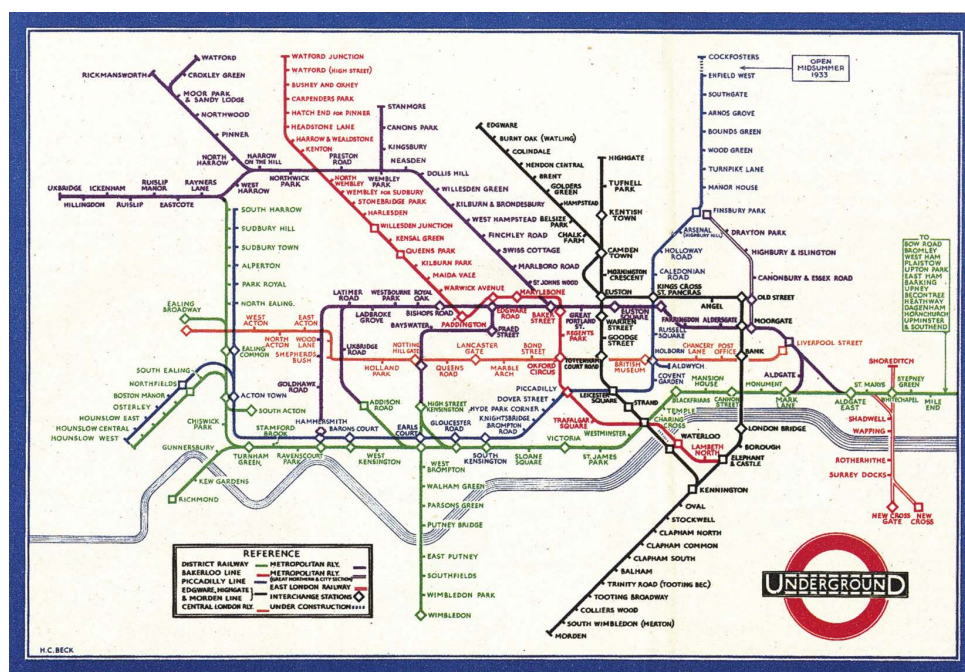 WATFORD
RICKMANSWORTH
CROXLEY GREEN
MOOR PARK
& SANDY LODGE
NORTHWOOD
PINNER
NORTH
HARROW
HARROW
ON THE HILL
NORTHWICK
PARK
PRESTON
ROAD
WEMBLEY
PARK
STANMORE
CANONS PARK
KINGSBURY
NEASDEN
DOLLIS HILL
WILLESDEN GREEN
KILBURN & BRONDESBURY
WEST HAMPSTEAD
FINCHLEY ROAD
SWISS COTTAGE
MARLBORO ROAD
ST JOHNS WOOD
WATFORD JUNCTION
WATFORD (HIGH STREET)
BUSHEY AND OXHEY
CARPENDERS PARK
HATCH END FOR PINNER
HEADSTONE LANE
HARROW & WEALDSTONE
KENTON
NORTH
WEMBLEY
WEMBLEY FOR SUDBURY
STONEBRIDGE PARK
HARLESDEN
WILLESDEN JUNCTION
KENSAL GREEN
QUEENS PARK
KILBURN PARK
MAIDA VALE
WARWICK AVENUE
PADDINGTON
EDGWARE
ROAD
MARYLEBONE
BAKER
STREET
REGENTS
PARK
OXFORD
CIRCUS
EDGWARE
BURNT OAK (WATLING)
COLINDALE
HENDON CENTRAL
BRENT
GOLDERS
GREEN
HAMPSTEAD
BELSIZE
PARK
CHALK
FARM
HIGHGATE
TUFNELL
PARK
KENTISH
TOWN
CAMDEN
TOWN
MORNINGTON
CRESCENT
EUSTON
COCKFOSTERS
OPEN
MIDSUMMER
1933
ENFIELD WEST
SOUTHGATE
ARNOS GROVE
BOUNDS GREEN
WOOD GREEN
TURNPIKE LANE
MANOR HOUSE
FINSBURY PARK
ARSENAL
(HIGHBURY HILL)
HOLLOWAY
ROAD
CALEDONIAN
ROAD
KINGS CROSS
ST. PANCRAS
DRAYTON PARK
HIGHBURY & ISLINGTON
CANONBURY & ESSEX ROAD
OLD STREET
MOORGATE
ANGEL
TO
BOW ROAD
BROMLEY
WEST HAM
PLAISTOW
UPTON PARK
EAST HAM
BARKING
UPNEY
BECONTREE
HEATHWAY
DAGENHAM
HORNCHURCH
UPMINSTER
& SOUTHEND
UXBRIDGE
HILLINGDON
ICKENHAM
RUISLIP
RUISLIP
MANOR
EASTCOTE
RAYNERS
LANE
WEST
HARROW
SOUTH HARROW
SUDBURY HILL
SUDBURY TOWN
ALPERTON
PARK ROYAL
NORTH EALING
EALING
BROADWAY
EALING
COMMON
WEST
ACTON
NORTH
ACTON
EAST
ACTON
WOOD
LANE
SHEPHERDS
BUSH
HOLLAND
PARK
NOTTING
HILL GATE
QUEENS
ROAD
LANCASTER
GATE
MARBLE
ARCH
BOND
STREET
TOTTENHAM
COURT ROAD
BRITISH
MUSEUM
HOLBORN
CHANCERY
LANE
POST
OFFICE
BANK
LIVERPOOL STREET
LATIMER
ROAD
LADBROKE
GROVE
WESTBOURNE
PARK
ROYAL
OAK
BISHOPS ROAD
UXBRIDGE
ROAD
GOLDHAWK
ROAD
HAMMERSMITH
BAYSWATER
PRAED
STREET
GREAT
PORTLAND
ST.
EUSTON
SQUARE
WARREN
STREET
GOODGE
STREET
RUSSELL
SQUARE
FARRINGDON
ALDERSGATE
ALDWYCH
COVENT
GARDEN
LEICESTER
SQUARE
PICCADILLY
DOVER STREET
HYDE PARK CORNER
KNIGHTSBRIDGE
BROMPTON
ROAD
SOUTH
KENSINGTON
GLOUCESTER
ROAD
EARLS
COURT
HIGH STREET
KENSINGTON
ADDISON
ROAD
BARONS COURT
WEST
KENSINGTON
RAVENSCOURT
PARK
STAMFORD
BROOK
TURNHAM
GREEN
CHISWICK
PARK
ACTON TOWN
SOUTH ACTON
SOUTH EALING
NORTHFIELDS
BOSTON MANOR
OSTERLEY
HOUNSLOW EAST
HOUNSLOW CENTRAL
HOUNSLOW WEST
GUNNERSBURY
KEW GARDENS
RICHMOND
SLOANE
SQUARE
VICTORIA
ST. JAMES
PARK
WESTMINSTER
CHARING
CROSS
TEMPLE
BLACKFRIARS
MANSION
HOUSE
CANNON
STREET
MONUMENT
MARK
LANE
ALDGATE
ALDGATE
EAST
ST. MARYS
WHITECHAPEL
STEPNEY
GREEN
MILE
END
SHOREDITCH
SHADWELL
WAPPING
ROTHERHITHE
SURREY DOCKS
NEW CROSS
GATE
NEW
CROSS
STRAND
TRAFALGAR
SQUARE
WATERLOO
LAMBETH
NORTH
LONDON BRIDGE
BOROUGH
ELEPHANT
& CASTLE
KENNINGTON
OVAL
STOCKWELL
CLAPHAM NORTH
CLAPHAM COMMON
CLAPHAM SOUTH
BALHAM
TRINITY ROAD (TOOTING BEC)
TOOTING BROADWAY
COLLIERS WOOD
SOUTH WIMBLEDON (MERTON)
MORDEN
WEST
BROMPTON
WALHAM GREEN
PARSONS GREEN
PUTNEY BRIDGE
EAST PUTNEY
SOUTHFIELDS
WIMBLEDON PARK
WIMBLEDON
REFERENCE
DISTRICT RAILWAY
BAKERLOO LINE
PICCADILLY LINE
EDGWARE, HIGHGATE
& MORDEN LINE
CENTRAL LONDON RLY.
METROPOLITAN RLY.
METROPOLITAN RLY.
(GREAT NORTHERN & CITY SECTION)
EAST LONDON RAILWAY
INTERCHANGE STATIONS
UNDER CONSTRUCTION
UNDERGROUND
H.C. BECK